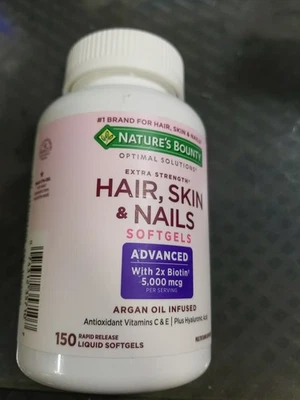 #1 BRAND FOR HAIR, SKIN & NAILS
NATURE'S BOUNTY
OPTIMAL SOLUTIONS
EXTRA STRENGTH
HAIR, SKIN
& NAILS
SOFTGELS
ADVANCED
With 2x Biotin
5,000 mcg
PER SERVING
ARGAN OIL INFUSED
Antioxidant Vitamins C & E | Plus Hyaluronic Acid
150 RAPID RELEASE
LIQUID SOFTGELS